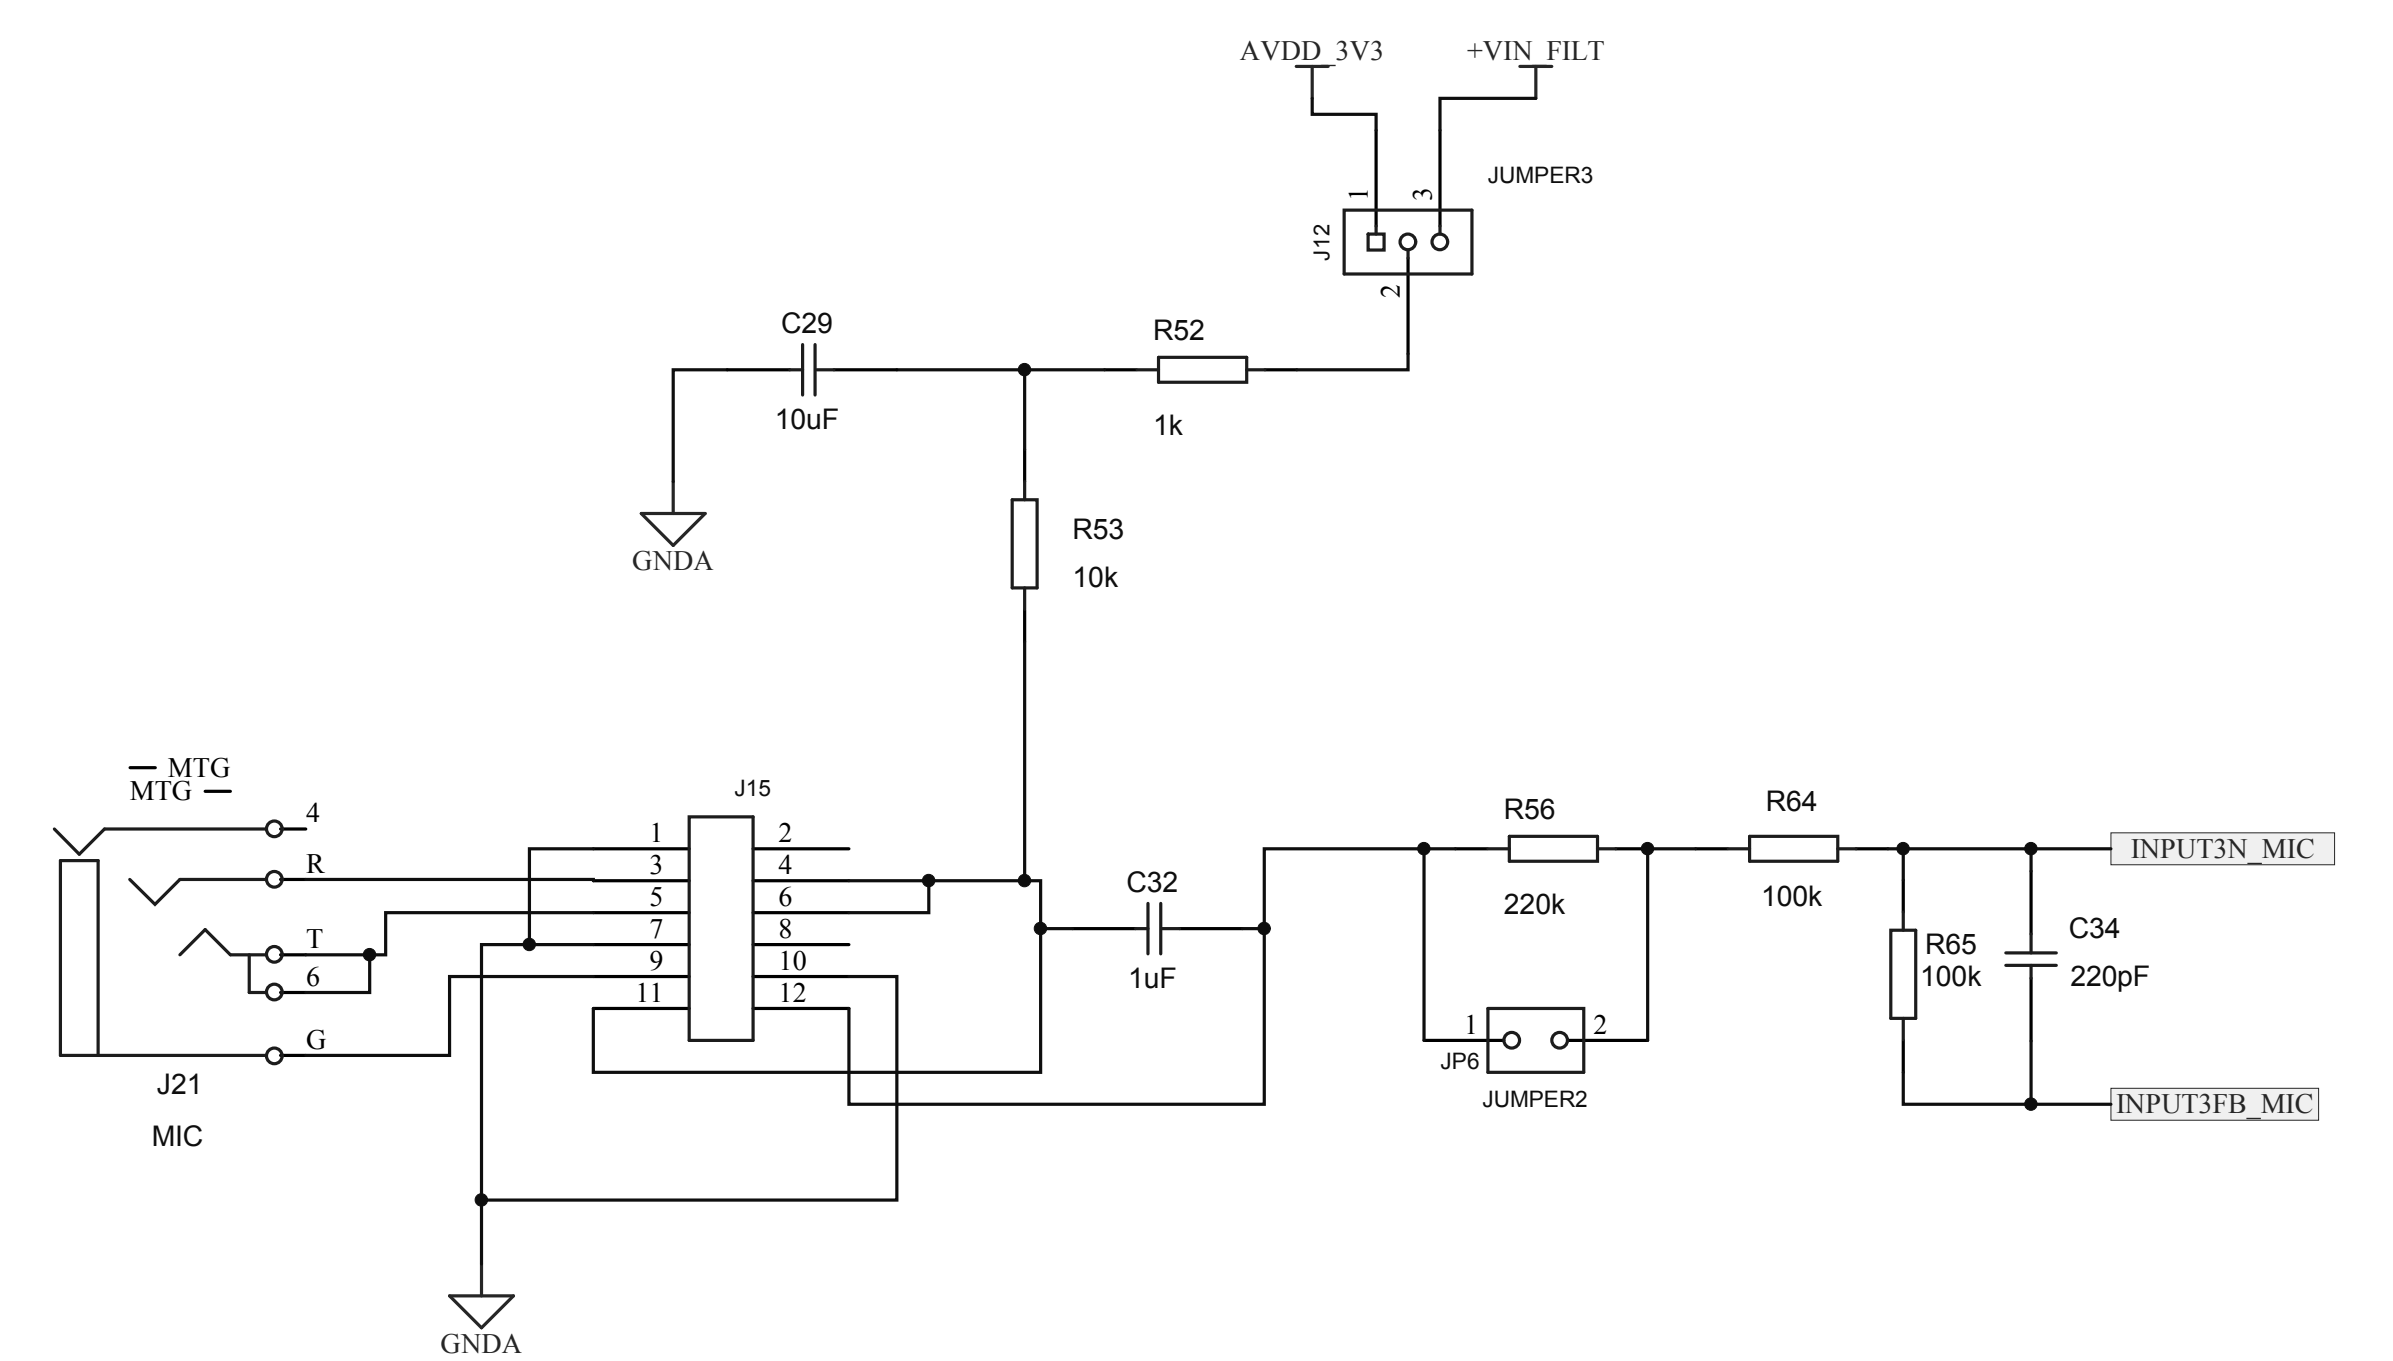 AVDD_3V3 +VIN_FILT
JUMPER3
1 3
J12
2
C29 R52
10uF 1k
GNDA
R53
10k
MTG
MTG
J15
4
R
T
6
G
J21
MIC
1 2
3 4
5 6
7 8
9 10
11 12
C32
1uF
R56
220k
R64
100k
1 2
JP6
JUMPER2
R65
100k
C34
220pF
INPUT3N_MIC
INPUT3FB_MIC
GNDA